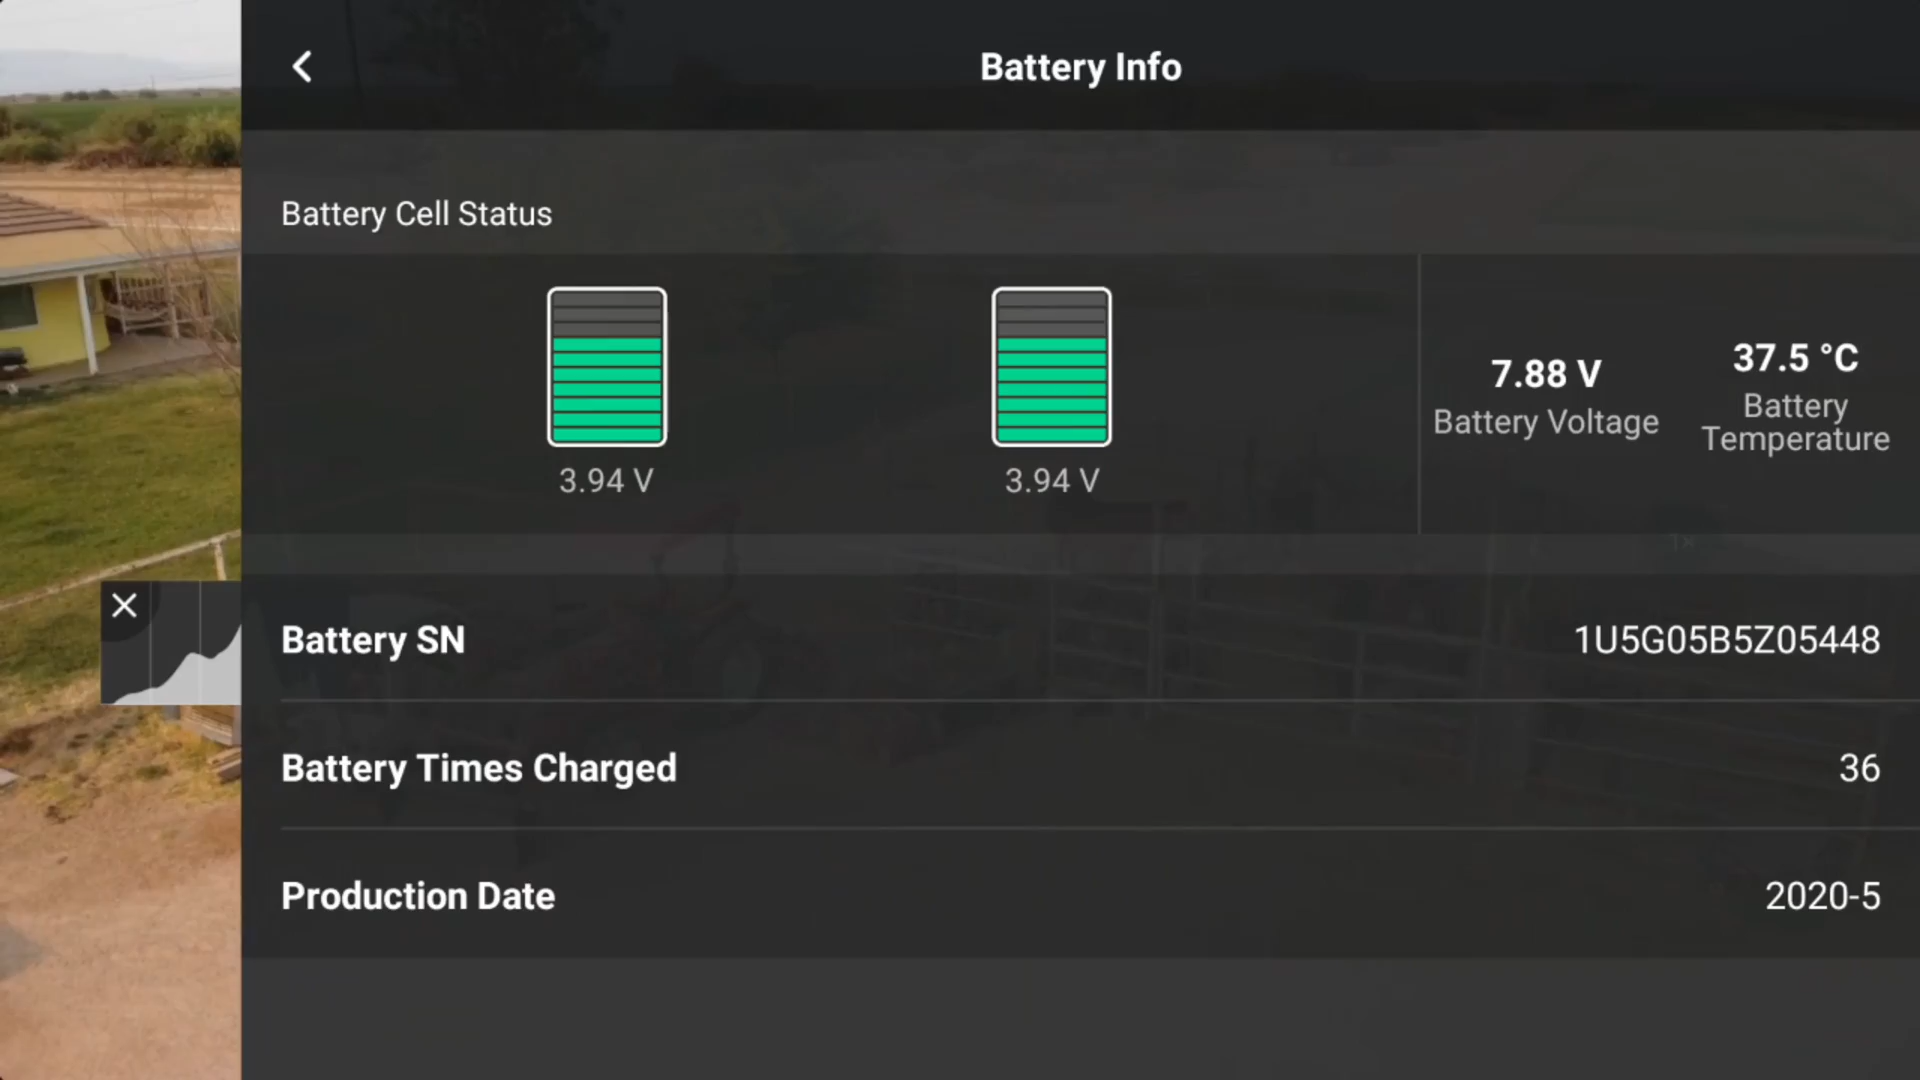 Battery Info
Battery Cell Status
3.94 V
3.94 V
7.88 V
Battery Voltage
37.5 °C
Battery
Temperature
Battery SN
1U5G05B5Z05448
Battery Times Charged
36
Production Date
2020-5